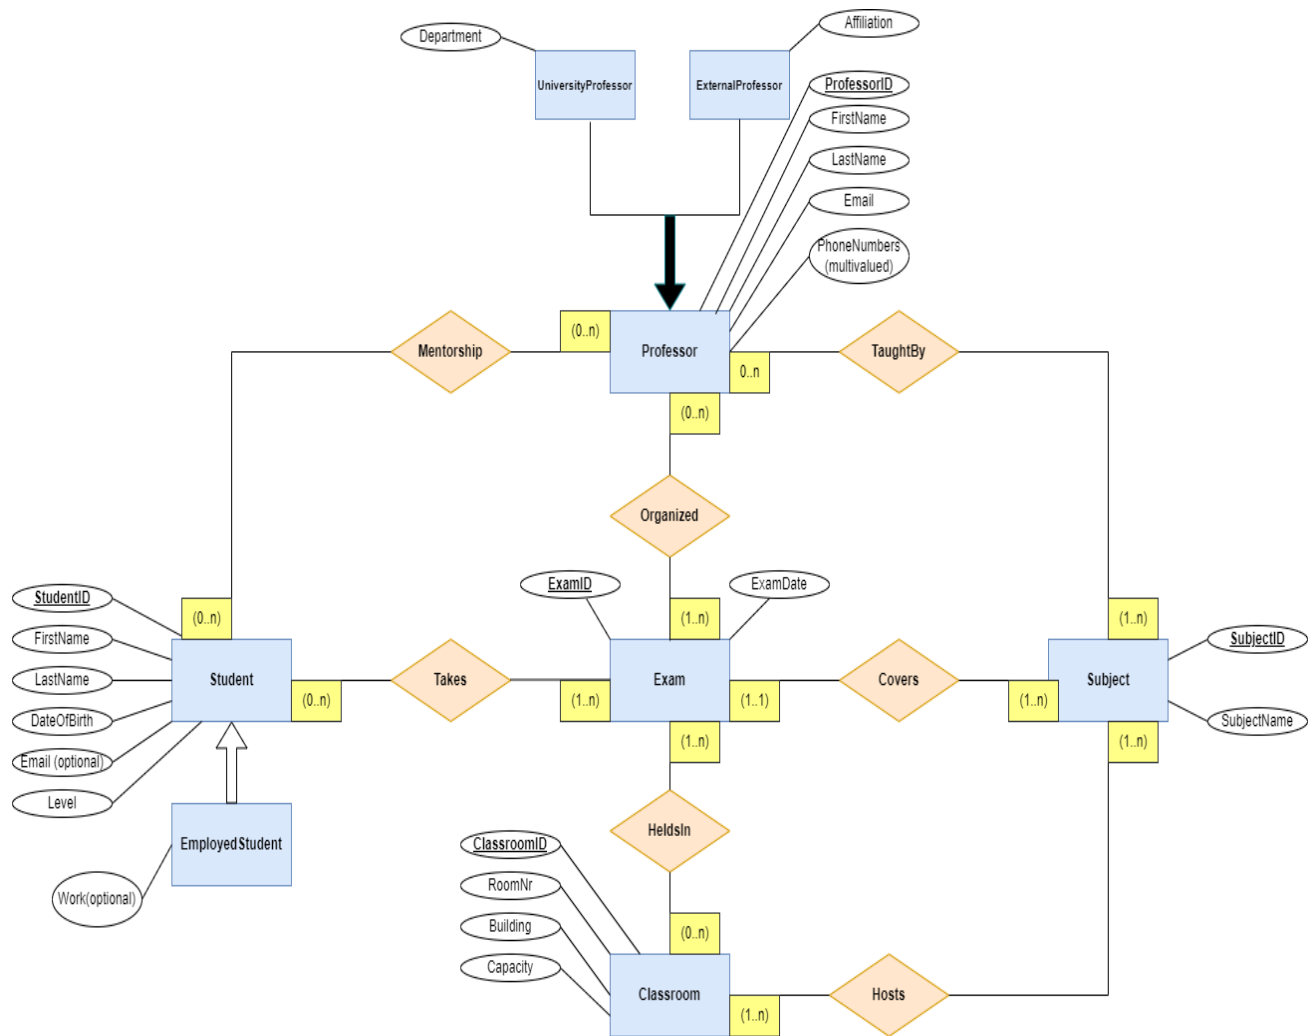 Affiliation
Department
UniversityProfessor
ExternalProfessor
ProfessorID
FirstName
LastName
Email
PhoneNumbers
(multivalued)
(0..n)
Mentorship
Professor
TaughtBy
0..n
(0..n)
Organized
StudentID
ExamID
ExamDate
(0..n)
(1..n)
(1..n)
FirstName
SubjectID
LastName
Student
Takes
Exam
Covers
Subject
(0..n)
(1..n)
(1..1)
(1..n)
DateOfBirth
SubjectName
(1..n)
(1..n)
Email (optional)
Level
EmployedStudent
HeldsIn
ClassroomID
Work(optional)
RoomNr
Building
(0..n)
Capacity
Classroom
Hosts
(1..n)